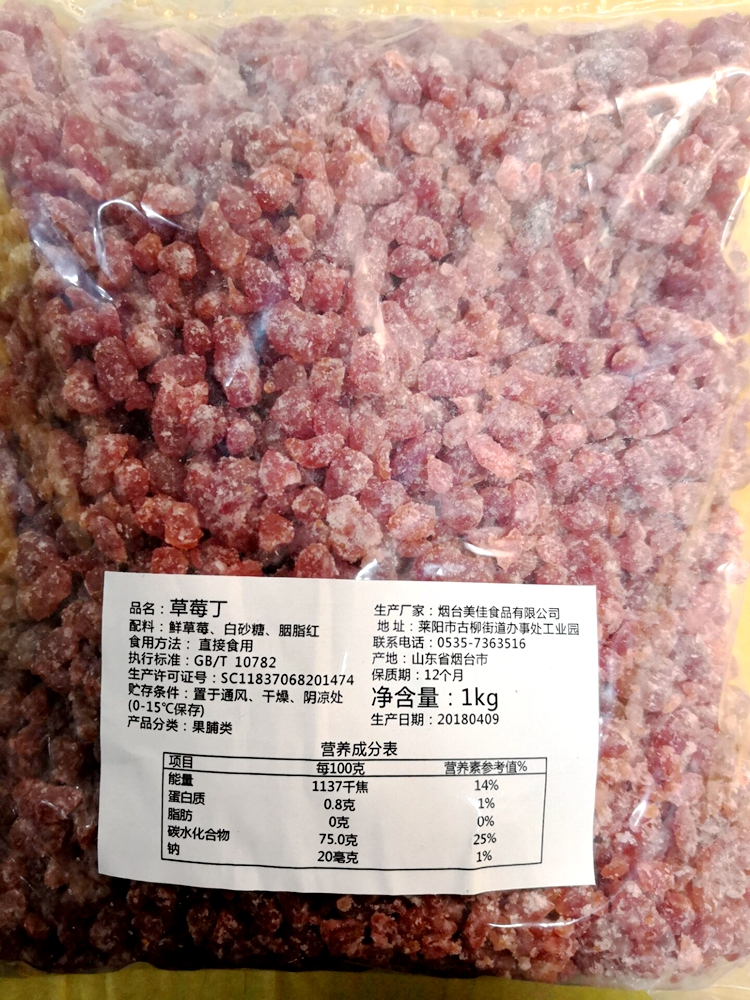 品名：草莓丁
配料：鲜草莓、白砂糖、胭脂红
食用方法： 直接食用
执行标准：GB/T 10782
生产许可证号：SC11837068201474
贮存条件：置于通风、干燥、阴凉处
(0-15℃保存)
产品分类：果脯类
生产厂家：烟台美佳食品有限公司
地 址：莱阳市古柳街道办事处工业园
联系电话：0535-7363516
产地：山东省烟台市
保质期：12个月
净含量：1kg
生产日期：20180409
营养成分表
项目 每100克 营养素参考值%
能量 1137千焦 14%
蛋白质 0.8克 1%
脂肪 0克 0%
碳水化合物 75.0克 25%
钠 20毫克 1%